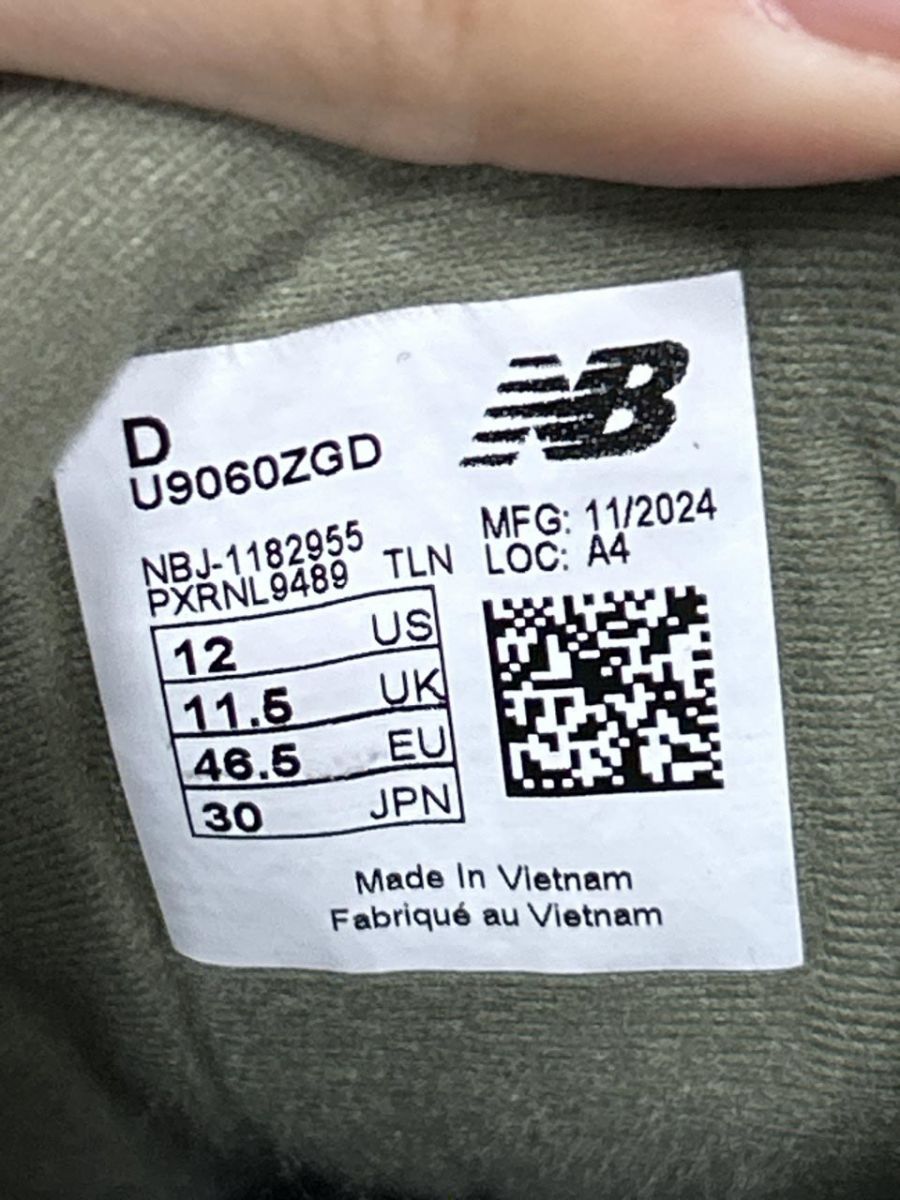 D
NB
U9060ZGD
NBJ-1182955
PXRNL9489 TLN
MFG: 11/2024
LOC: A4
12 US
11.5 UK
46.5 EU
30 JPN
Made In Vietnam
Fabriqué au Vietnam